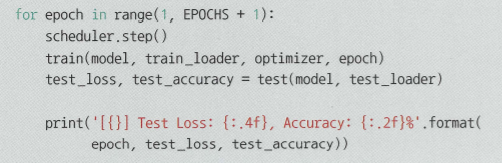 for epoch in range(1, EPOCHS + 1):
    scheduler.step()
    train(model, train_loader, optimizer, epoch)
    test_loss, test_accuracy = test(model, test_loader)

    print('[{}] Test Loss: {:.4f}, Accuracy: {:.2f}%'.format(
          epoch, test_loss, test_accuracy))